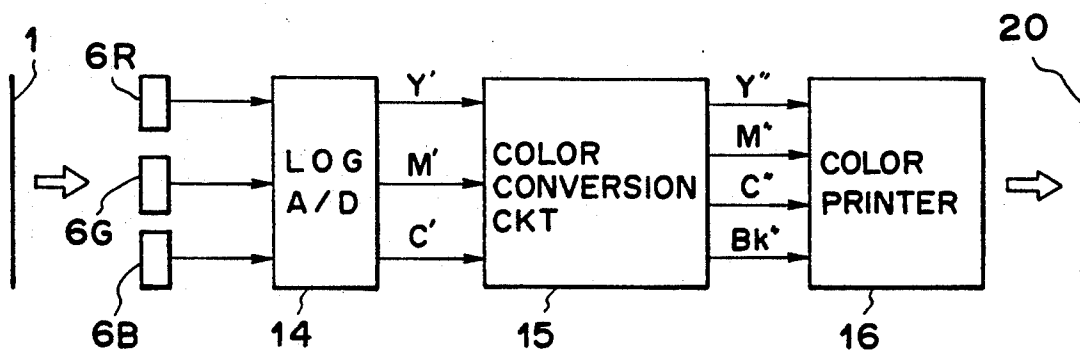 1
6R
20
Y'
Y"
M"
LOG
A/D
M'
COLOR
CONVERSION
CKT
C"
COLOR
PRINTER
6G
C'
Bk"
6B
14
15
16